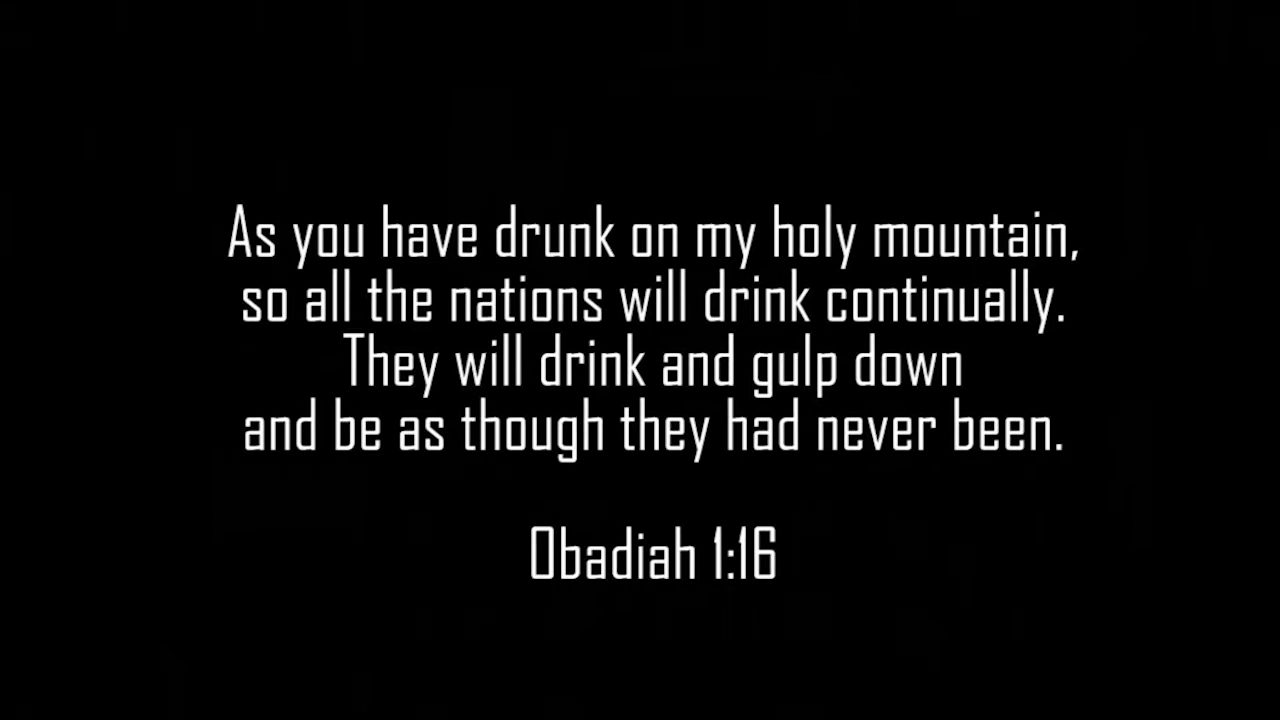 As you have drunk on my holy mountain,
so all the nations will drink continually.
They will drink and gulp down
and be as though they had never been.
Obadiah 1:16